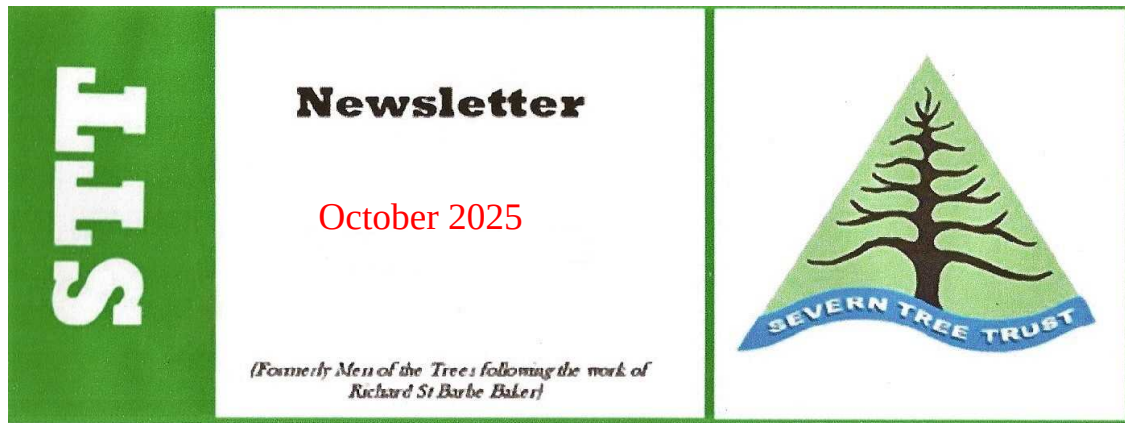 STT
Newsletter
October 2025
(Formerly Men of the Trees following the work of
Richard St Barbe Baker)
SEVERN TREE TRUST